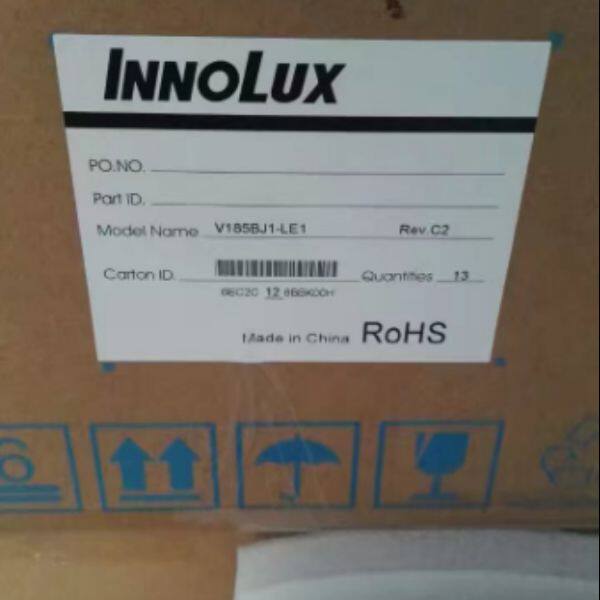 INNOLUX
PO.NO.
Part ID.
Model Name V185BJ1-LE1 Rev.C2
Carton ID. Quantities 13
12
Made in China RoHS